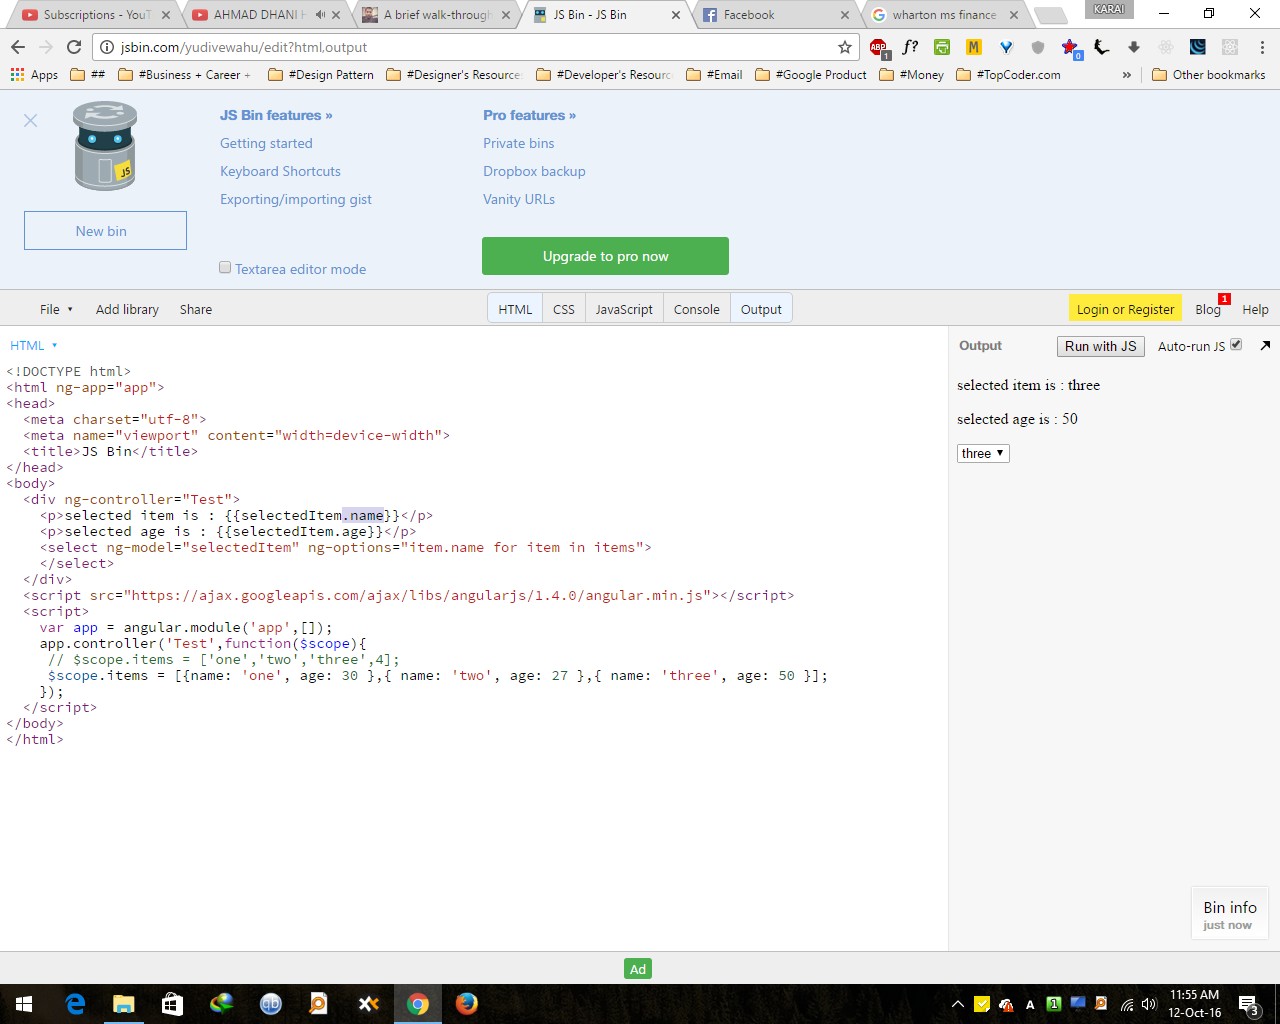 Subscriptions - YouT
AHMAD DHANI H
A brief walk-through
JS Bin - JS Bin
Facebook
wharton ms finance
KARAI
jsbin.com/yudivewahu/edit?html,output
ABP
1
f?
M
0
Apps
##
#Business + Career +
#Design Pattern
#Designer's Resource
#Developer's Resourc
#Email
#Google Product
#Money
#TopCoder.com
»
Other bookmarks
JS
JS Bin features »
Pro features »
Getting started
Private bins
Keyboard Shortcuts
Dropbox backup
Exporting/importing gist
Vanity URLs
New bin
Textarea editor mode
Upgrade to pro now
File
Add library
Share
HTML
CSS
JavaScript
Console
Output
Login or Register
Blog
1
Help
HTML
Output
Run with JS
Auto-run JS
<!DOCTYPE html>
<html ng-app="app">
<head>
<meta charset="utf-8">
<meta name="viewport" content="width=device-width">
<title>JS Bin</title>
</head>
<body>
<div ng-controller="Test">
<p>selected item is : {{selectedItem.name}}</p>
<p>selected age is : {{selectedItem.age}}</p>
<select ng-model="selectedItem" ng-options="item.name for item in items">
</select>
</div>
<script src="https://ajax.googleapis.com/ajax/libs/angularjs/1.4.0/angular.min.js"></script>
<script>
var app = angular.module('app',[]);
app.controller('Test',function($scope){
// $scope.items = ['one','two','three',4];
$scope.items = [{name: 'one', age: 30 },{ name: 'two', age: 27 },{ name: 'three', age: 50 }];
});
</script>
</body>
</html>
selected item is : three
selected age is : 50
three
Bin info
just now
Ad
qb
A
1
11:55 AM
12-Oct-16
3